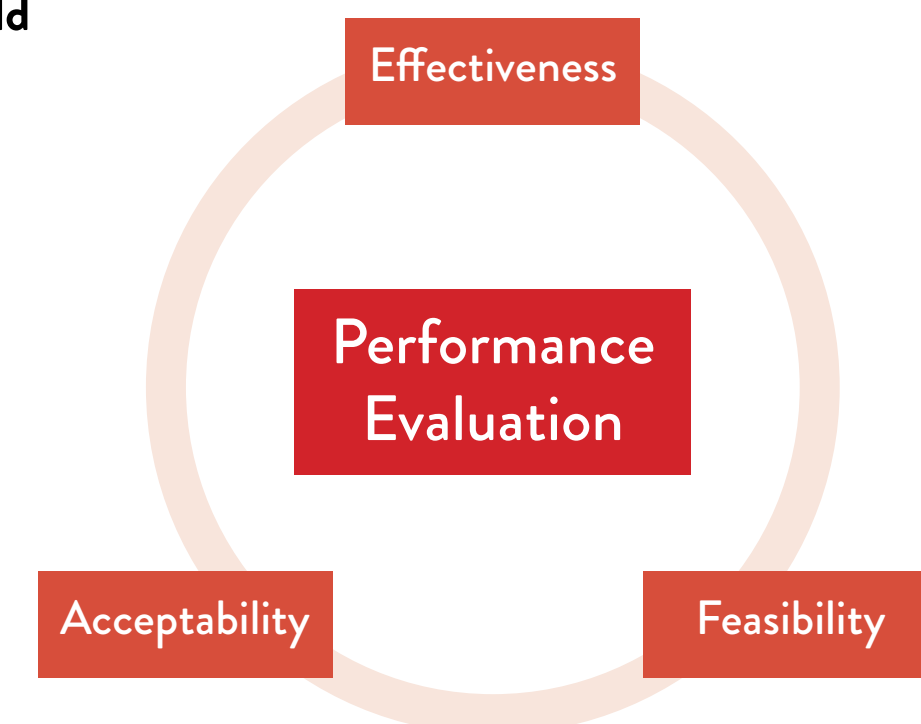 Effectiveness
Performance
Evaluation
Acceptability
Feasibility